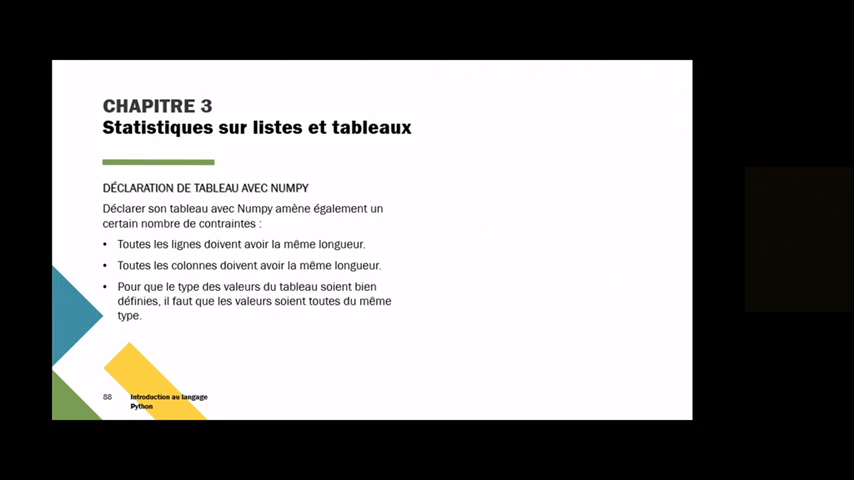 CHAPITRE 3
Statistiques sur listes et tableaux
DÉCLARATION DE TABLEAU AVEC NUMPY
Déclarer son tableau avec Numpy amène également un
certain nombre de contraintes :
• Toutes les lignes doivent avoir la même longueur.
• Toutes les colonnes doivent avoir la même longueur.
• Pour que le type des valeurs du tableau soient bien
définies, il faut que les valeurs soient toutes du même
type.
88
Introduction au langage
Python